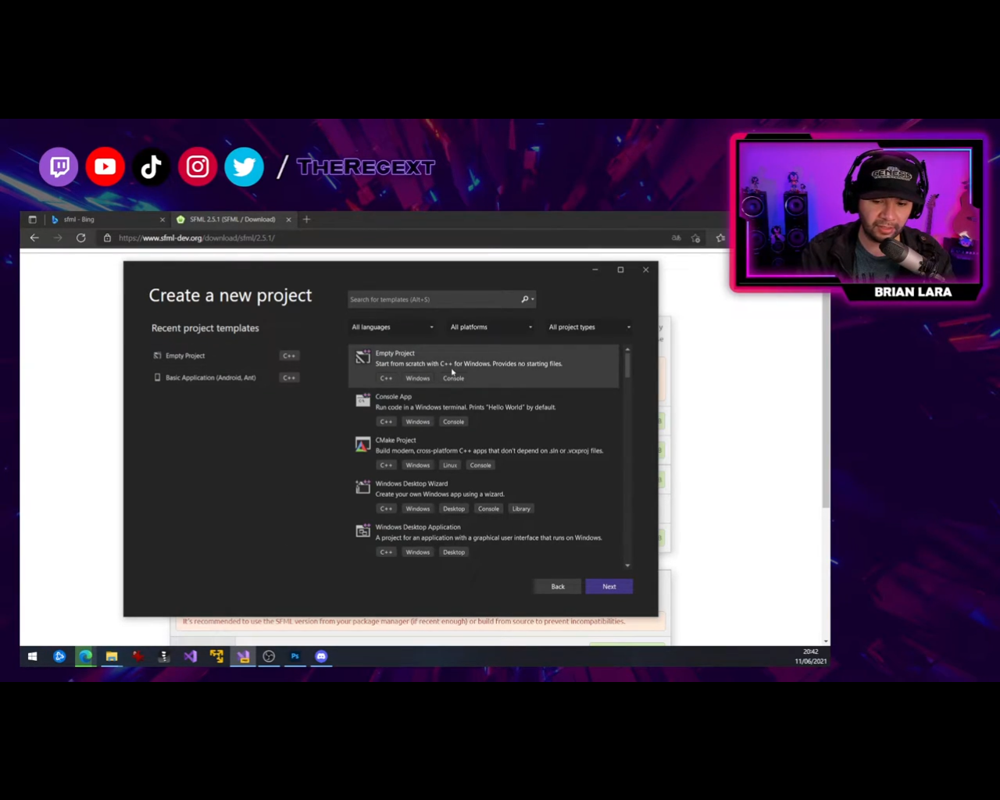 / THEREGEXT
GENESIS
BRIAN LARA
sfml - Bing
SFML 2.5.1 (SFML / Download)
https://www.sfml-dev.org/download/sfml/2.5.1/
Create a new project
Search for templates (Alt+S)
Recent project templates
All languages
All platforms
All project types
Empty Project
C++
Basic Application (Android, Ant)
C++
Empty Project
Start from scratch with C++ for Windows. Provides no starting files.
C++ Windows Console
Console App
Run code in a Windows terminal. Prints "Hello World" by default.
C++ Windows Console
CMake Project
Build modern, cross-platform C++ apps that don't depend on .sln or .vcxproj files.
C++ Windows Linux Console
Windows Desktop Wizard
Create your own Windows app using a wizard.
C++ Windows Desktop Console Library
Windows Desktop Application
A project for an application with a graphical user interface that runs on Windows.
C++ Windows Desktop
Back
Next
It's recommended to use the SFML version from your package manager (if recent enough) or build from source to prevent incompatibilities.
Ps
20:42
11/06/2021